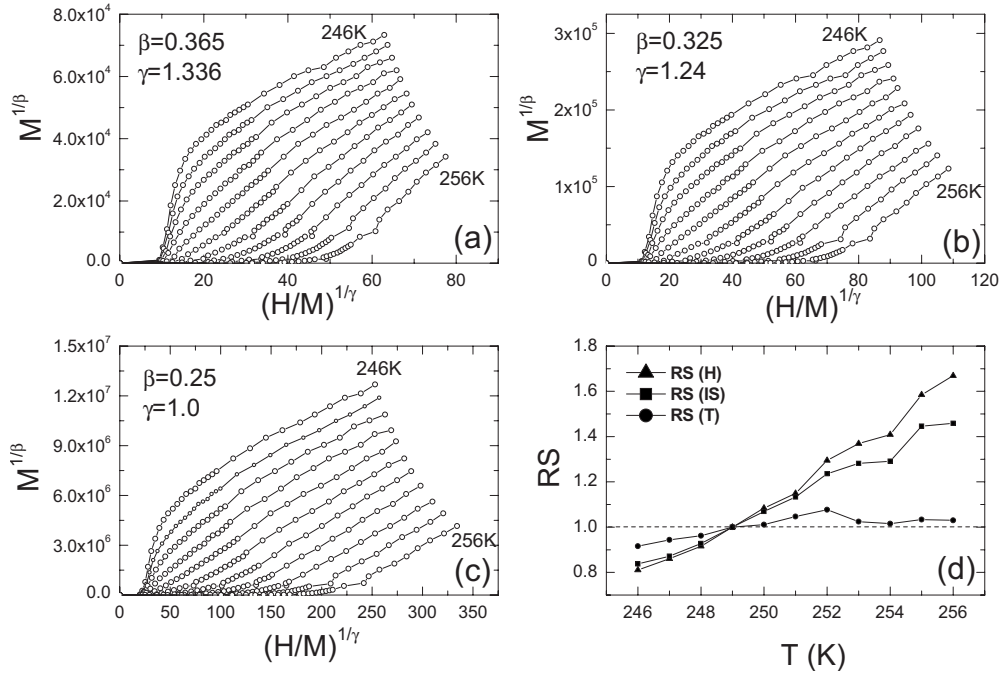 β=0.365
γ=1.336
246K
256K
(a)
M^1/β
8.0x10^4
6.0x10^4
4.0x10^4
2.0x10^4
0.0
0 20 40 60 80
(H/M)^1/γ
β=0.325
γ=1.24
246K
256K
(b)
M^1/β
3x10^5
2x10^5
1x10^5
0
0 20 40 60 80 100 120
(H/M)^1/γ
β=0.25
γ=1.0
246K
256K
(c)
M^1/β
1.5x10^7
1.2x10^7
9.0x10^6
6.0x10^6
3.0x10^6
0.0
0 50 100 150 200 250 300 350
(H/M)^1/γ
RS (H)
RS (IS)
RS (T)
(d)
RS
1.8
1.6
1.4
1.2
1.0
0.8
246 248 250 252 254 256
T (K)